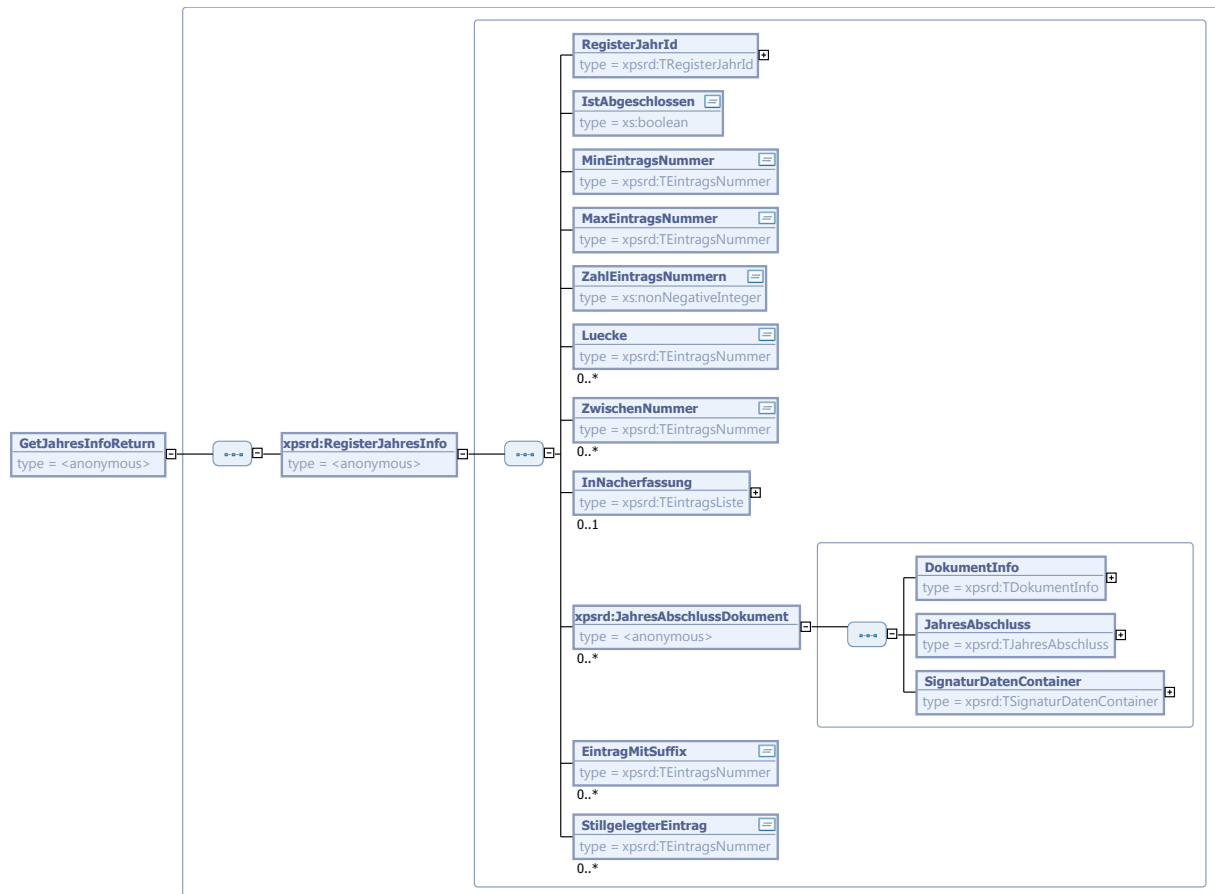 RegisterJahrId
type = xpsrd:TRegisterJahrId
IstAbgeschlossen
type = xs:boolean
MinEintragsNummer
type = xpsrd:TEintragsNummer
MaxEintragsNummer
type = xpsrd:TEintragsNummer
ZahlEintragsNummern
type = xs:nonNegativeInteger
Luecke
type = xpsrd:TEintragsNummer
0..*
ZwischenNummer
type = xpsrd:TEintragsNummer
0..*
GetJahresInfoReturn
type = <anonymous>
xpsrd:RegisterJahresInfo
type = <anonymous>
InNacherfassung
type = xpsrd:TEintragsListe
0..1
xpsrd:JahresAbschlussDokument
type = <anonymous>
0..*
DokumentInfo
type = xpsrd:TDokumentInfo
JahresAbschluss
type = xpsrd:TJahresAbschluss
SignaturDatenContainer
type = xpsrd:TSignaturDatenContainer
EintragMitSuffix
type = xpsrd:TEintragsNummer
0..*
StillgelegterEintrag
type = xpsrd:TEintragsNummer
0..*